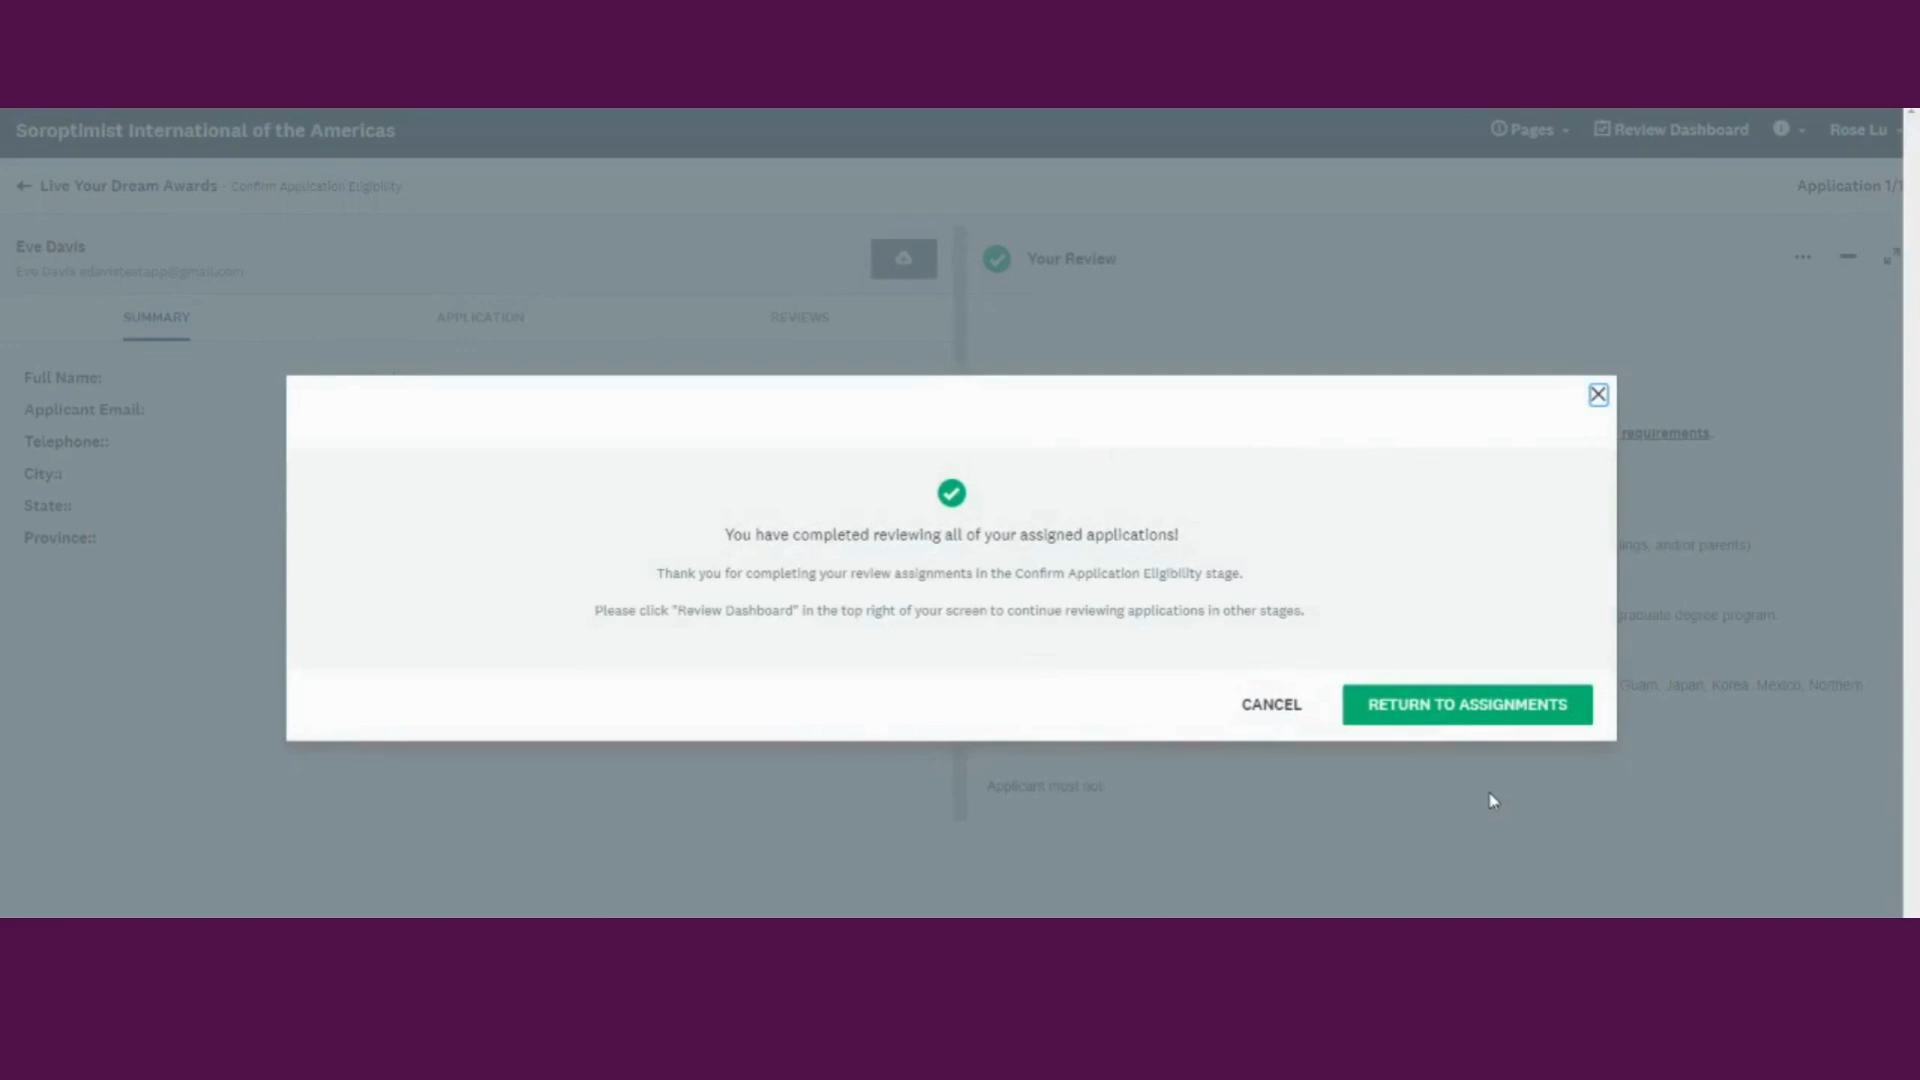 Soroptimist International of the Americas
Pages
Review Dashboard
Rose Lu
Live Your Dream Awards - Confirm Application Eligibility
Application 1/1
Eve Davis
Eve Davis edavistestapp@gmail.com
Your Review
SUMMARY
APPLICATION
REVIEWS
Full Name:
Applicant Email:
Telephone::
City::
State::
Province::
requirements.
You have completed reviewing all of your assigned applications!
Thank you for completing your review assignments in the Confirm Application Eligibility stage.
ings, and/or parents)
Please click "Review Dashboard" in the top right of your screen to continue reviewing applications in other stages.
graduate degree program.
Guam, Japan, Korea, Mexico, Northern
CANCEL
RETURN TO ASSIGNMENTS
Applicant must not